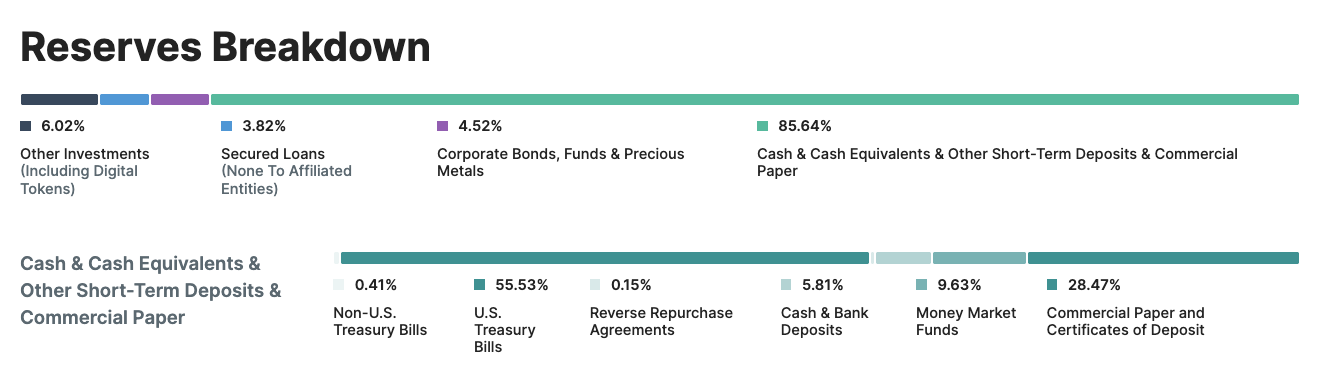 Reserves Breakdown
6.02%
Other Investments
(Including Digital
Tokens)
3.82%
Secured Loans
(None To Affiliated
Entities)
4.52%
Corporate Bonds, Funds & Precious
Metals
85.64%
Cash & Cash Equivalents & Other Short-Term Deposits & Commercial
Paper
Cash & Cash Equivalents &
Other Short-Term Deposits &
Commercial Paper
0.41%
Non-U.S.
Treasury Bills
55.53%
U.S.
Treasury
Bills
0.15%
Reverse Repurchase
Agreements
5.81%
Cash & Bank
Deposits
9.63%
Money Market
Funds
28.47%
Commercial Paper and
Certificates of Deposit